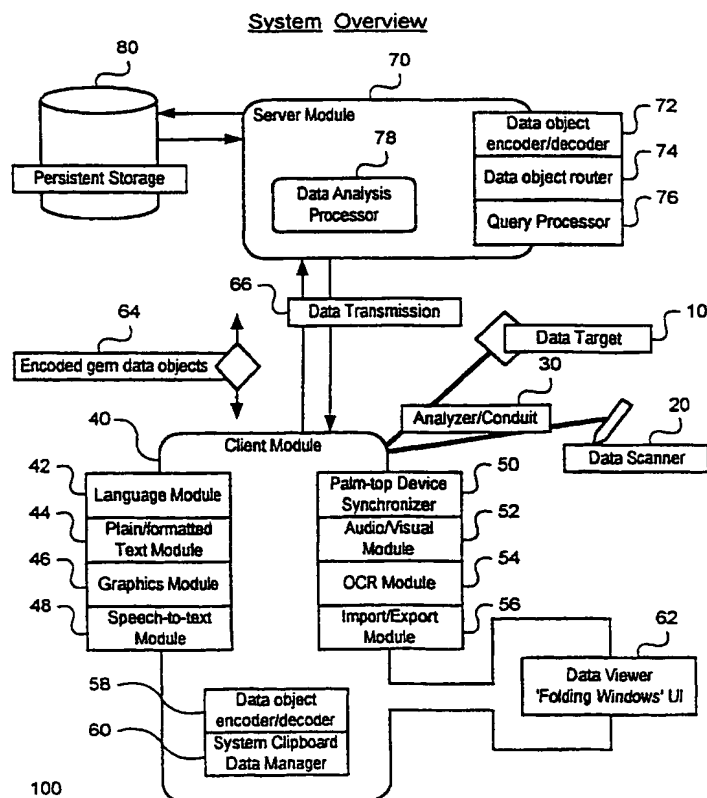 System Overview
80
70
Server Module
72
Data object
encoder/decoder
78
74
Persistent Storage
Data Analysis
Processor
Data object router
76
Query Processor
66
64
Data Transmission
10
Data Target
Encoded gem data objects
30
Analyzer/Conduit
20
40
Client Module
Data Scanner
42
Language Module
50
Palm-top Device
Synchronizer
44
Plain/formatted
Text Module
52
Audio/Visual
Module
46
Graphics Module
54
OCR Module
48
Speech-to-text
Module
56
Import/Export
Module
62
Data Viewer
'Folding Windows' UI
58
Data object
encoder/decoder
60
System Clipboard
Data Manager
100